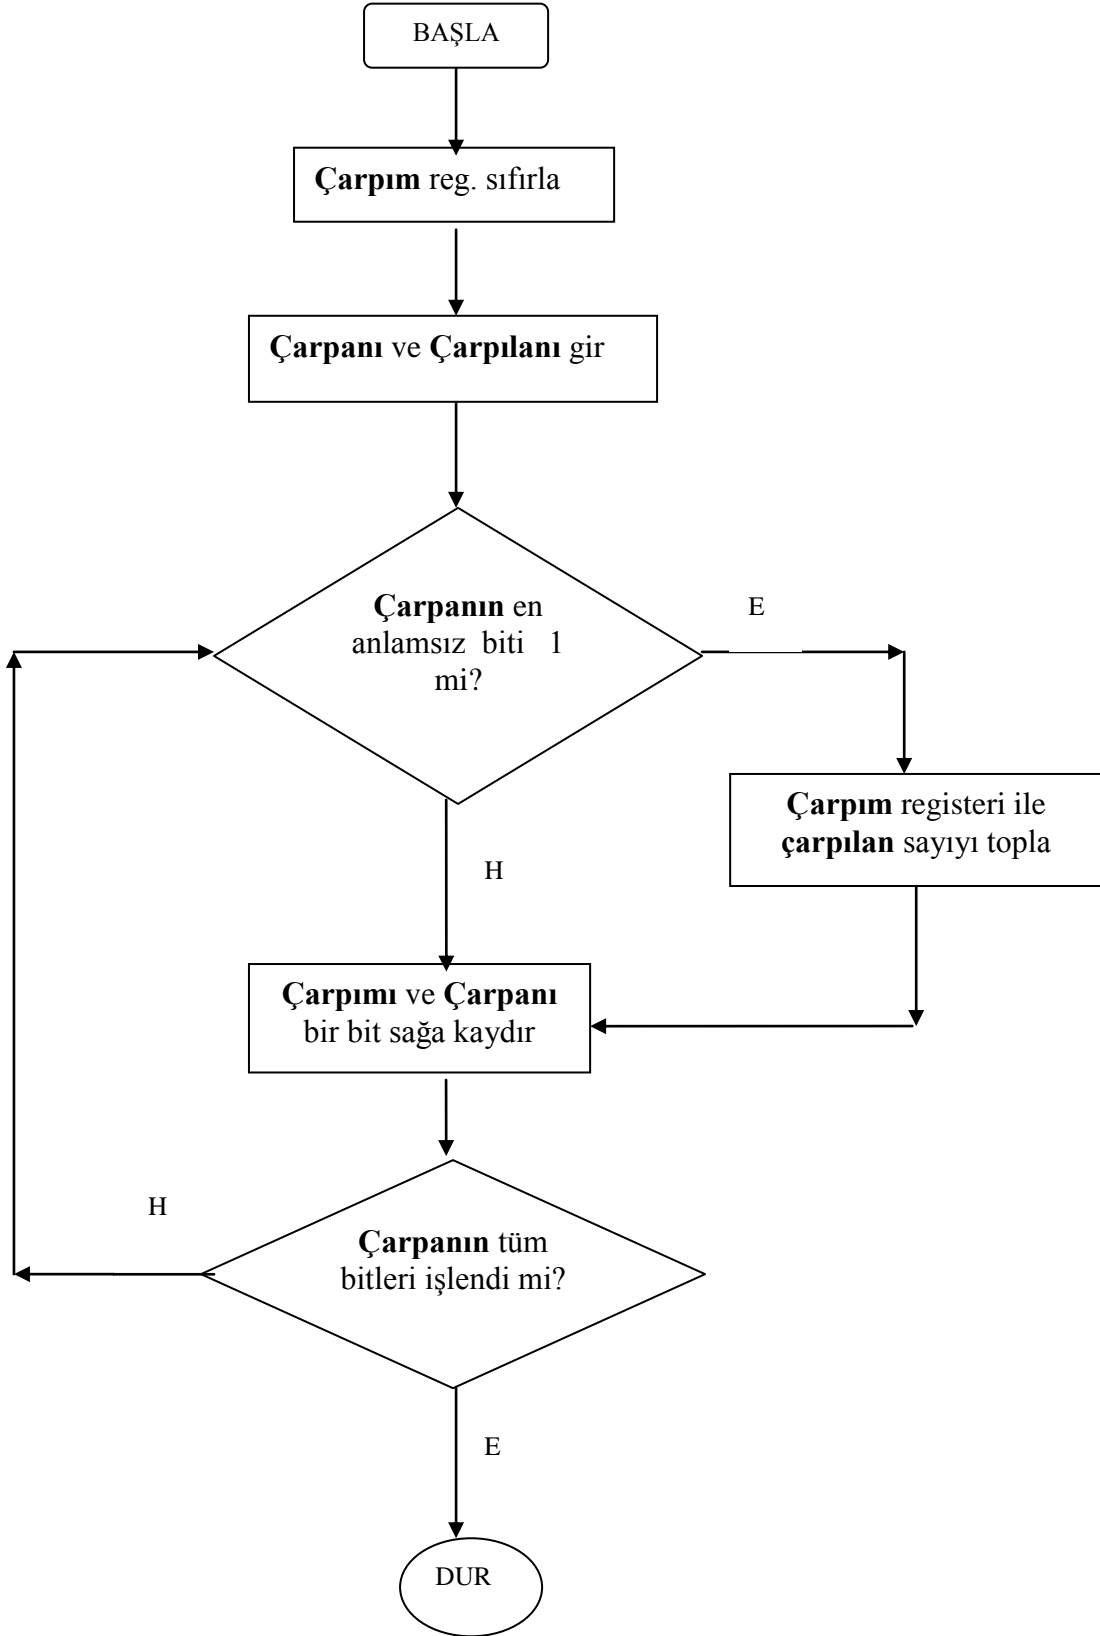 BAŞLA
Çarpım reg. sıfırla
Çarpanı ve Çarpılanı gir
Çarpanın en
anlamsız biti 1
mi?
E
Çarpım registeri ile
çarpılan sayıyı topla
H
Çarpımı ve Çarpanı
bir bit sağa kaydır
H
Çarpanın tüm
bitleri işlendi mi?
E
DUR